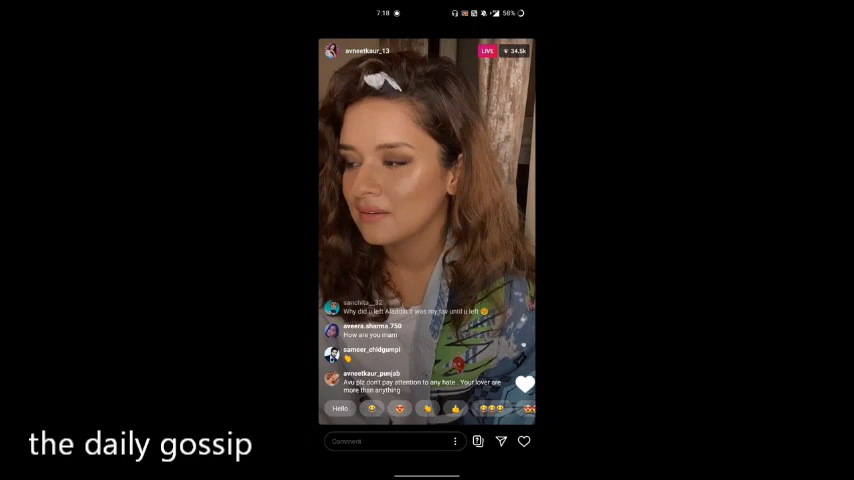 7:18
58%
avneetkaur_13
LIVE
34.5k
sanchita__32
Why did u left Aladdin it was my fav until u left
aveera.sharma.750
How are you mam
sameer_chidgumpi
avneetkaur_punjab
Avu plz don't pay attention to any hate . Your lover are
more than anything
Hello
Comment
the daily gossip